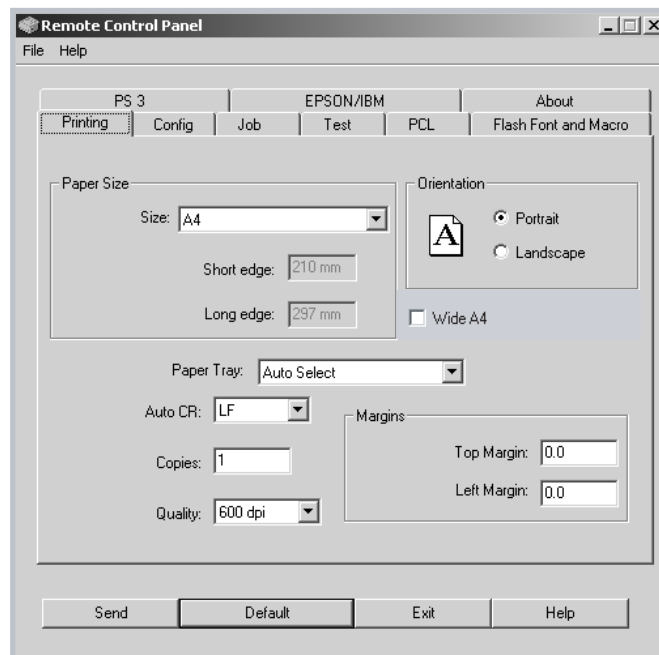 Remote Control Panel
File Help
PS 3 EPSON/IBM About
Printing Config Job Test PCL Flash Font and Macro
Paper Size
Size: A4
Short edge: 210 mm
Long edge: 297 mm
Orientation
A
Portrait
Landscape
Wide A4
Paper Tray: Auto Select
Auto CR: LF
Copies: 1
Quality: 600 dpi
Margins
Top Margin: 0.0
Left Margin: 0.0
Send Default Exit Help